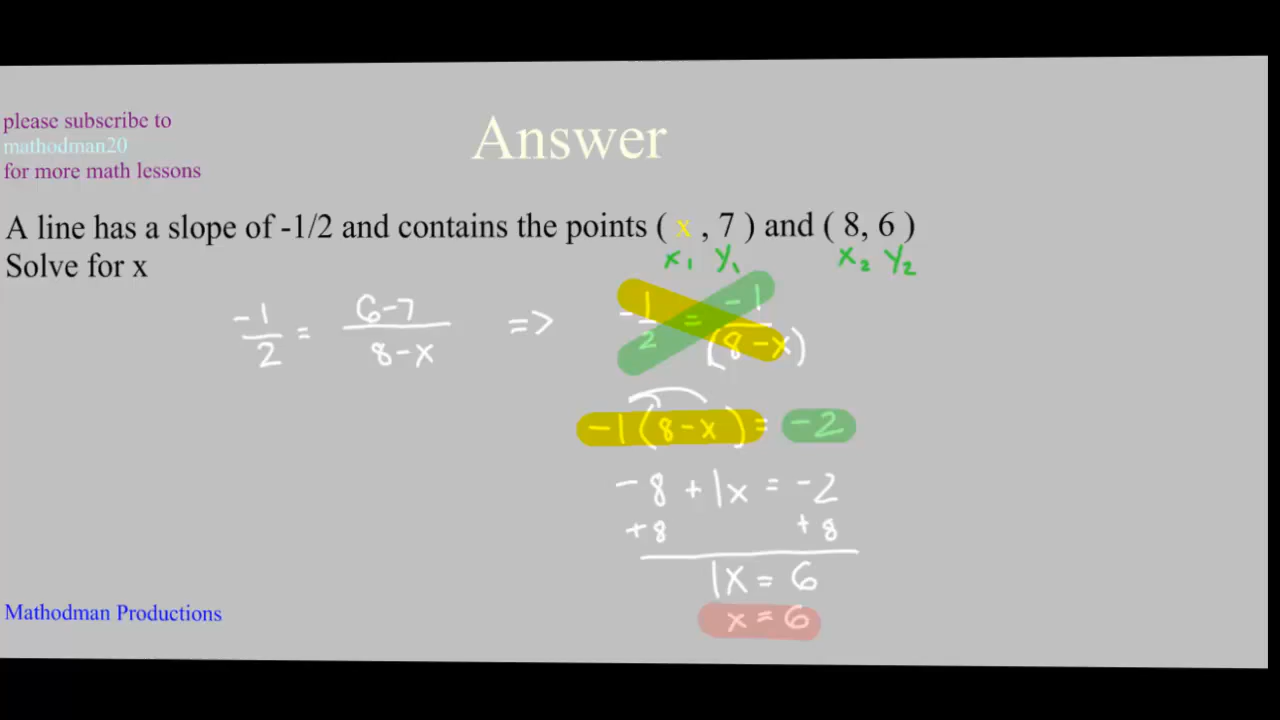 please subscribe to
mathodman20
for more math lessons
Answer
A line has a slope of -1/2 and contains the points ( x , 7 ) and ( 8, 6 )
x₁ y₁ x₂ y₂
Solve for x
-1/2 = (6-7)/(8-x) => -1/2 = -1/(8-x)
-1(8-x) = -2
-8 + 1x = -2
+8 +8
1x = 6
x = 6
Mathodman Productions